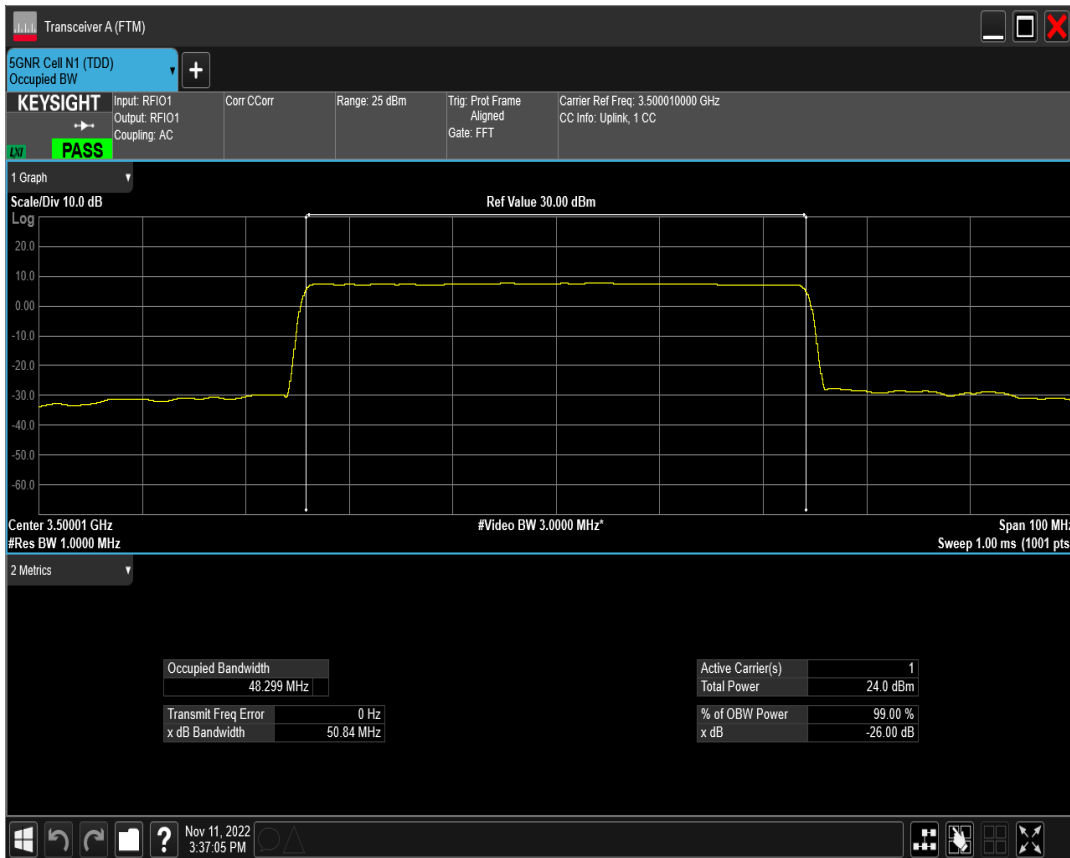 Transceiver A (FTM)
5GNR Cell N1 (TDD)
Occupied BW
+
KEYSIGHT
LXI
PASS
Input: RFIO1
Output: RFIO1
Coupling: AC
Corr CCorr
Range: 25 dBm
Trig: Prot Frame
Aligned
Gate: FFT
Carrier Ref Freq: 3.500010000 GHz
CC Info: Uplink, 1 CC
1 Graph
Scale/Div 10.0 dB
Ref Value 30.00 dBm
Log
20.0
10.0
0.00
-10.0
-20.0
-30.0
-40.0
-50.0
-60.0
Center 3.50001 GHz
#Video BW 3.0000 MHz*
Span 100 MHz
#Res BW 1.0000 MHz
Sweep 1.00 ms (1001 pts
2 Metrics
Occupied Bandwidth
48.299 MHz
Transmit Freq Error 0 Hz
x dB Bandwidth 50.84 MHz
Active Carrier(s) 1
Total Power 24.0 dBm
% of OBW Power 99.00 %
x dB -26.00 dB
?
Nov 11, 2022
3:37:05 PM